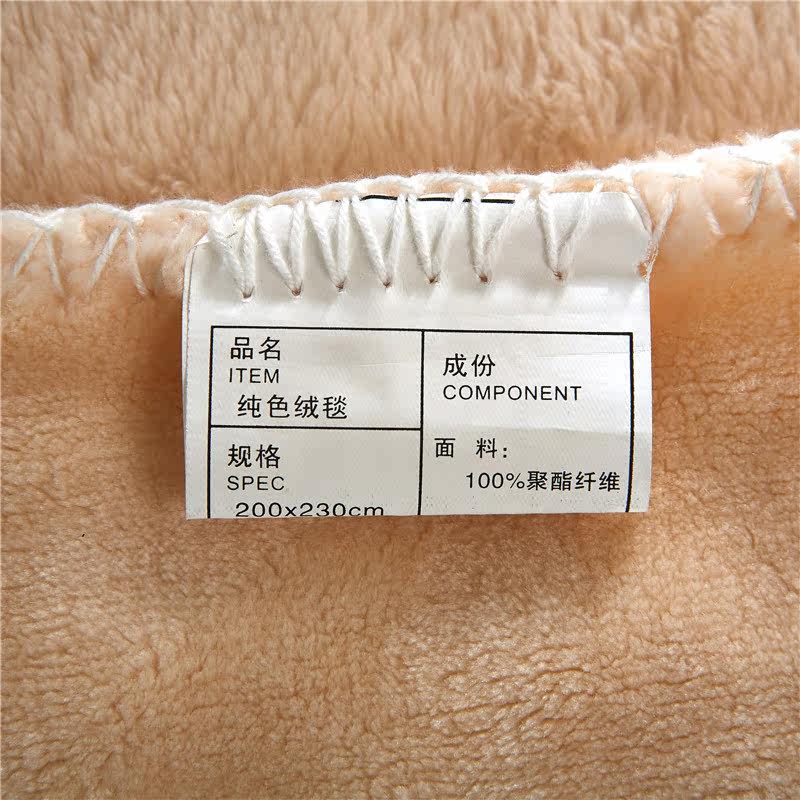 品名
ITEM
纯色绒毯
规格
SPEC
200x230cm
成份
COMPONENT
面 料：
100%聚酯纤维